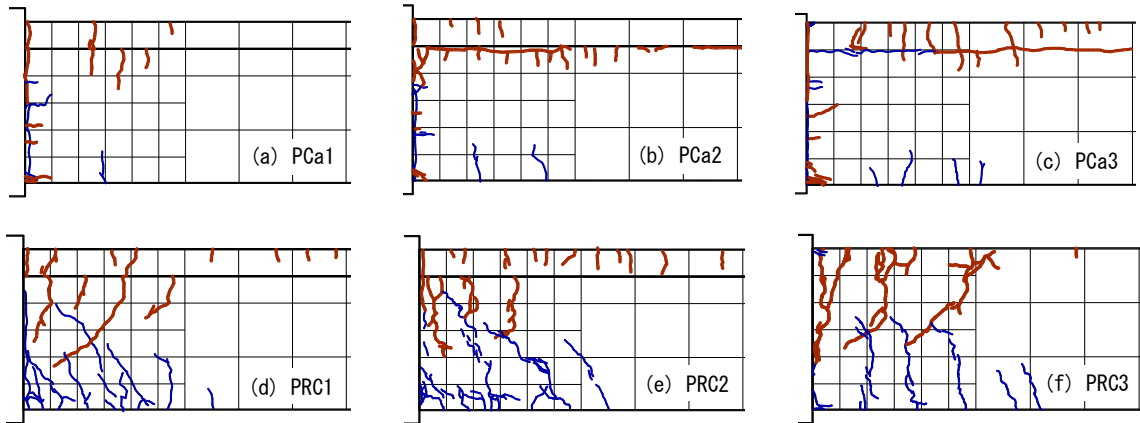 (a) PCa1
(b) PCa2
(c) PCa3
(d) PRC1
(e) PRC2
(f) PRC3